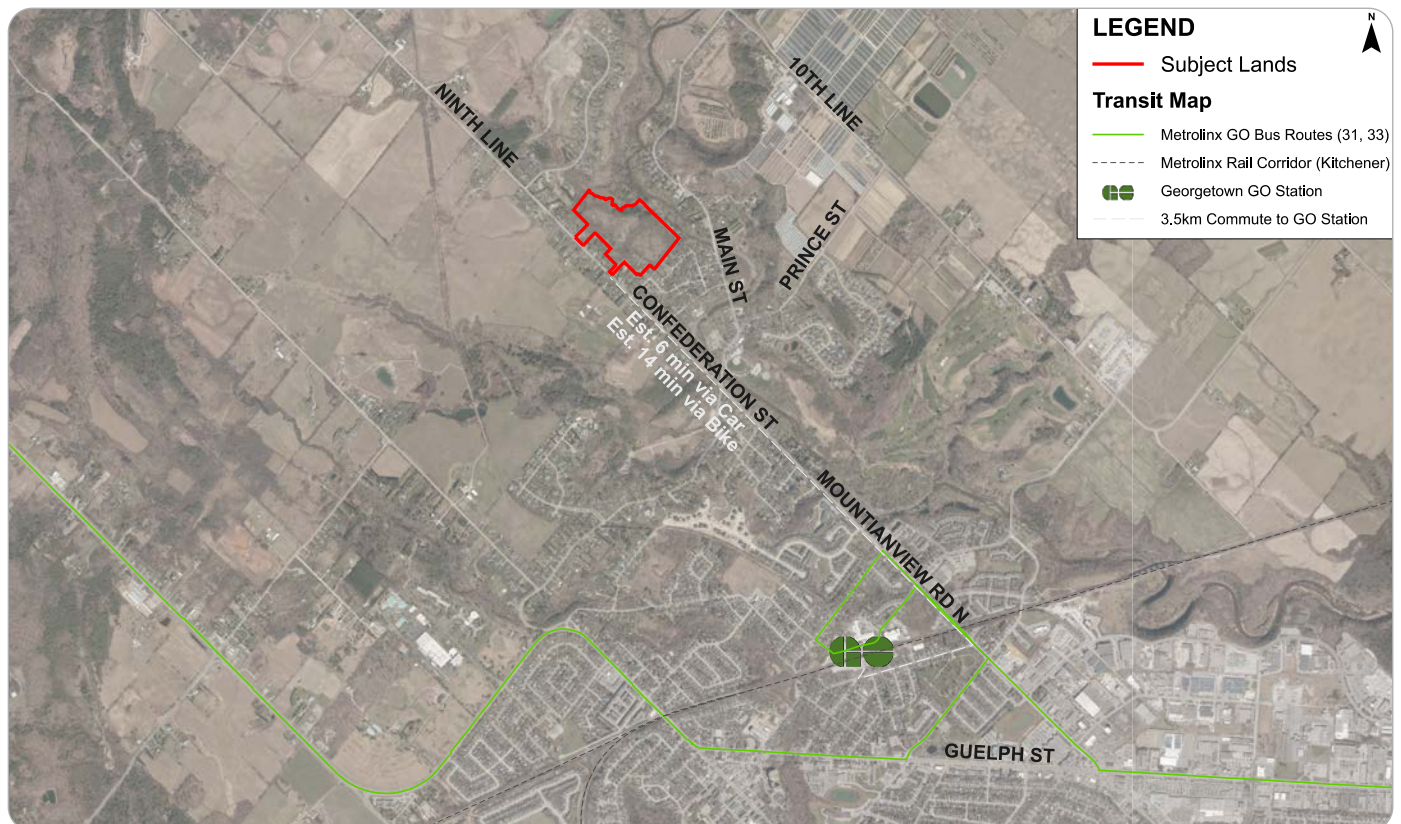 LEGEND
N
Subject Lands
Transit Map
Metrolinx GO Bus Routes (31, 33)
Metrolinx Rail Corridor (Kitchener)
GO
Georgetown GO Station
3.5km Commute to GO Station
10TH LINE
NINTH LINE
PRINCE ST
MAIN ST
CONFEDERATION ST
Est. 6 min via Car
Est. 14 min via Bike
MOUNTIANVIEW RD N
GO
GUELPH ST